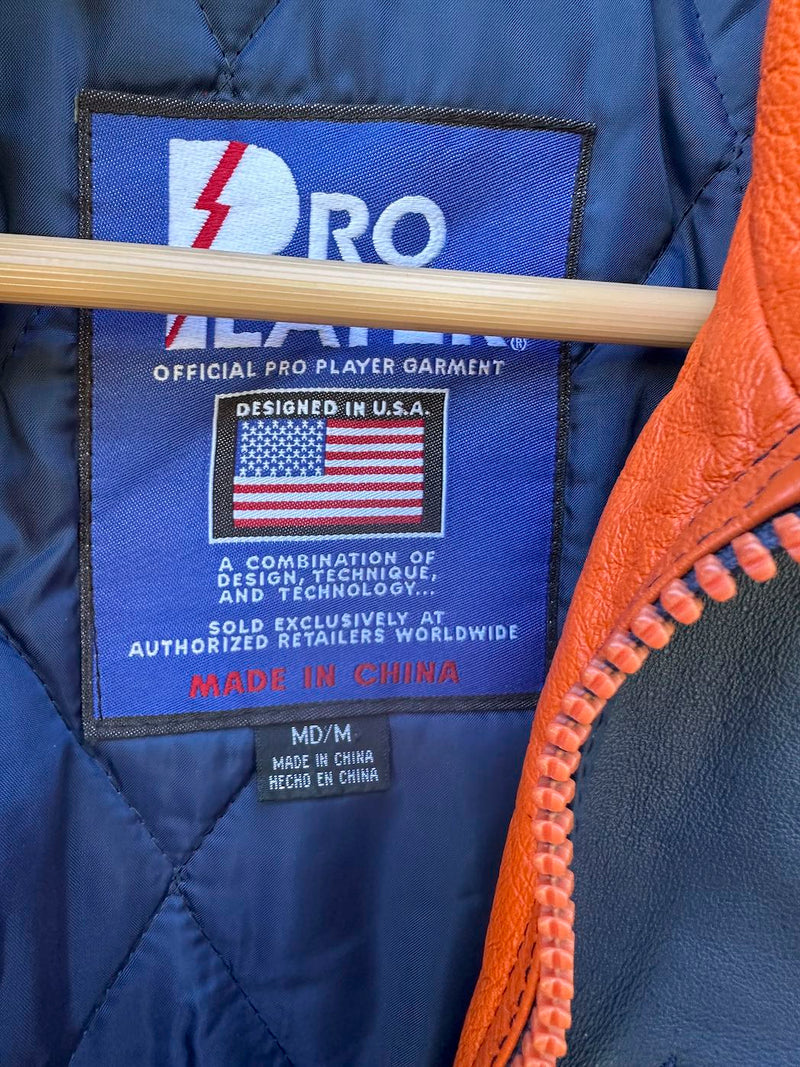 PRO
PLAYER®
OFFICIAL PRO PLAYER GARMENT
DESIGNED IN U.S.A.
A COMBINATION OF
DESIGN, TECHNIQUE,
AND TECHNOLOGY...
SOLD EXCLUSIVELY AT
AUTHORIZED RETAILERS WORLDWIDE
MADE IN CHINA
MD/M
MADE IN CHINA
HECHO EN CHINA